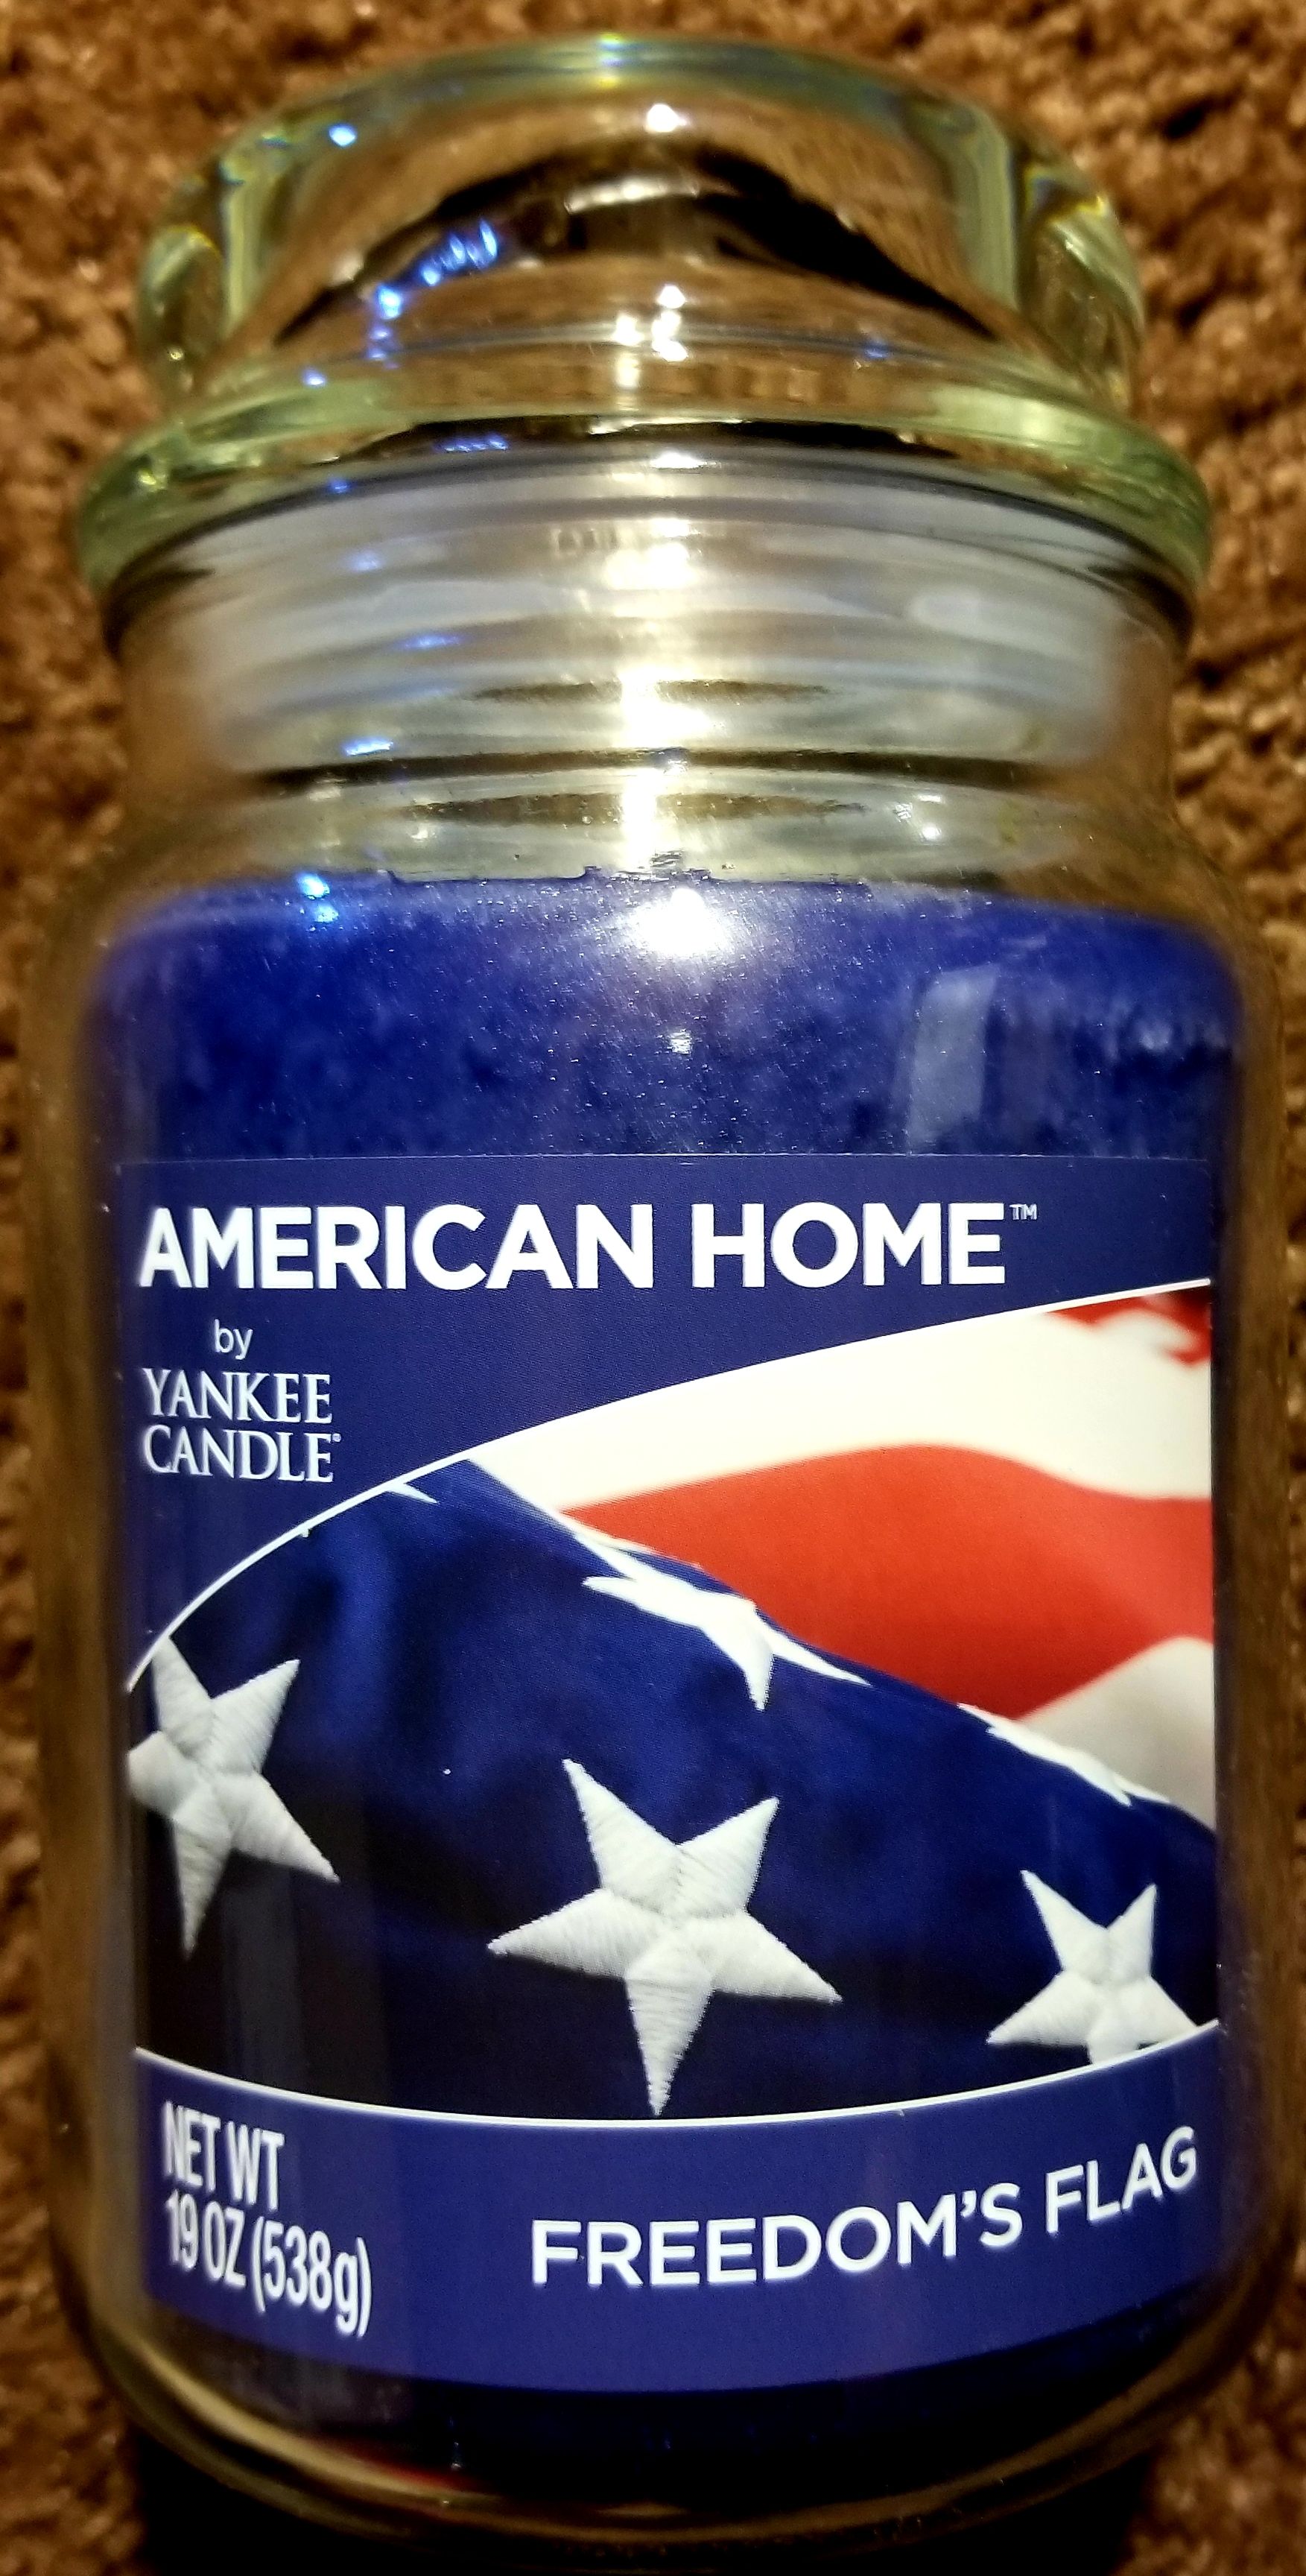 AMERICAN HOME™
by
YANKEE
CANDLE®
NET WT
19 OZ (538g)
FREEDOM'S FLAG